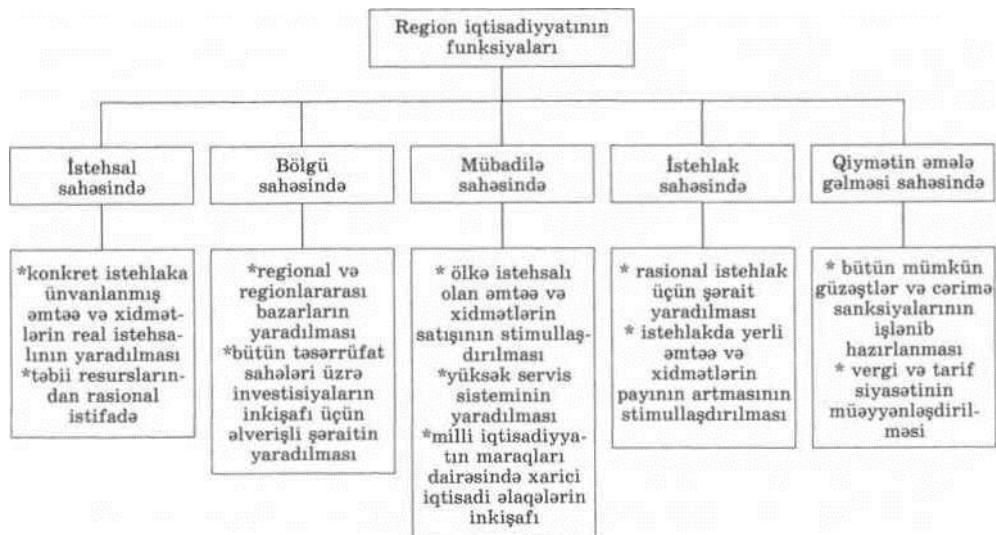 Region iqtisadiyyatının
funksiyaları
İstehsal
sahəsində
Bölgü
sahəsində
Mübadilə
sahəsində
İstehlak
sahəsində
Qiymətin əmələ
gəlməsi sahəsində
*konkret istehlaka
ünvanlanmış
əmtəə və xidmət-
lərin real istehsa-
lının yaradılması
*təbii resursların-
dan rasional
istifadə
*regional və
regionlararası
bazarların
yaradılması
*bütün təsərrüfat
sahələri üzrə
investisiyaların
inkişafı üçün
əlverişli şəraitin
yaradılması
* ölkə istehsalı
olan əmtəə və
xidmətlərin
satışının stimullaş-
dırılması
*yüksək servis
sisteminin
yaradılması
*milli iqtisadiyya-
tın maraqları
dairəsində xarici
iqtisadi əlaqələrin
inkişafı
* rasional istehlak
üçün şərait
yaradılması
* istehlakda yerli
əmtəə və
xidmətlərin
payının artmasının
stimullaşdırılması
* bütün mümkün
güzəştlər və cərimə
sanksiyalarının
işlənib
hazırlanması
* vergi və tarif
siyasətinin
müəyyənləşdiril-
məsi